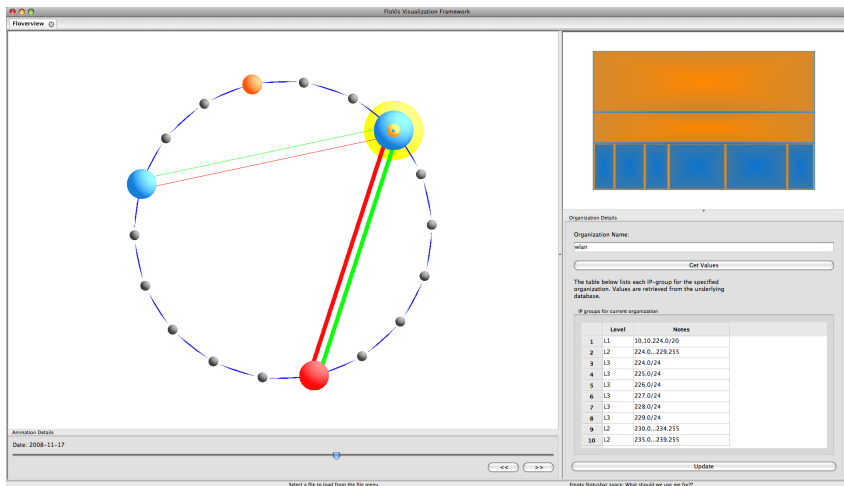 FloVis Visualization Framework
Floverview
Organization Details
Organization Name:
wlan
Get Values
The table below lists each IP-group for the specified
organization. Values are retrieved from the underlying
database.
IP groups for current organization
Level Notes
1 L1 10.10.224.0/20
2 L2 224.0...229.255
3 L3 224.0/24
4 L3 225.0/24
5 L3 226.0/24
6 L3 227.0/24
7 L3 228.0/24
8 L3 229.0/24
9 L2 230.0...234.255
10 L2 235.0...239.255
Update
Animation Details
Date: 2008-11-17
<< >>
Select a file to load from the file menu.
Empty Statusbar space: What should we use me for??